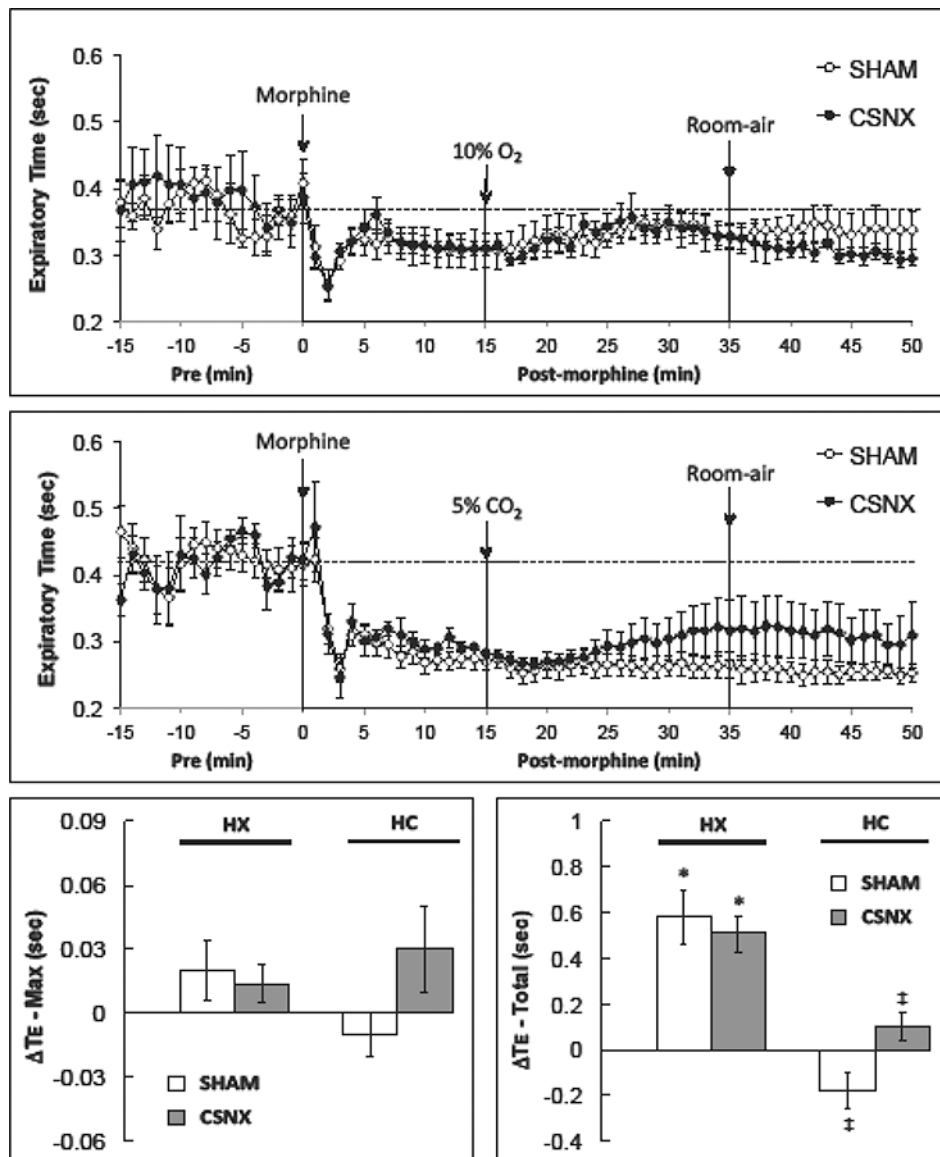 0.6
SHAM
CSNX
Morphine
0.5
Room-air
10% O₂
0.4
0.3
0.2
Expiratory Time (sec)
-15 -10 -5 0 5 10 15 20 25 30 35 40 45 50
Pre (min) Post-morphine (min)
0.6
Morphine
SHAM
CSNX
Room-air
0.5
5% CO₂
0.4
0.3
0.2
Expiratory Time (sec)
-15 -10 -5 0 5 10 15 20 25 30 35 40 45 50
Pre (min) Post-morphine (min)
0.09
HX HC
0.06
0.03
0
-0.03
-0.06
ΔTE - Max (sec)
SHAM
CSNX
1
HX HC
0.8
0.6
0.4
0.2
0
-0.2
-0.4
ΔTE - Total (sec)
SHAM
CSNX
* *
‡
‡